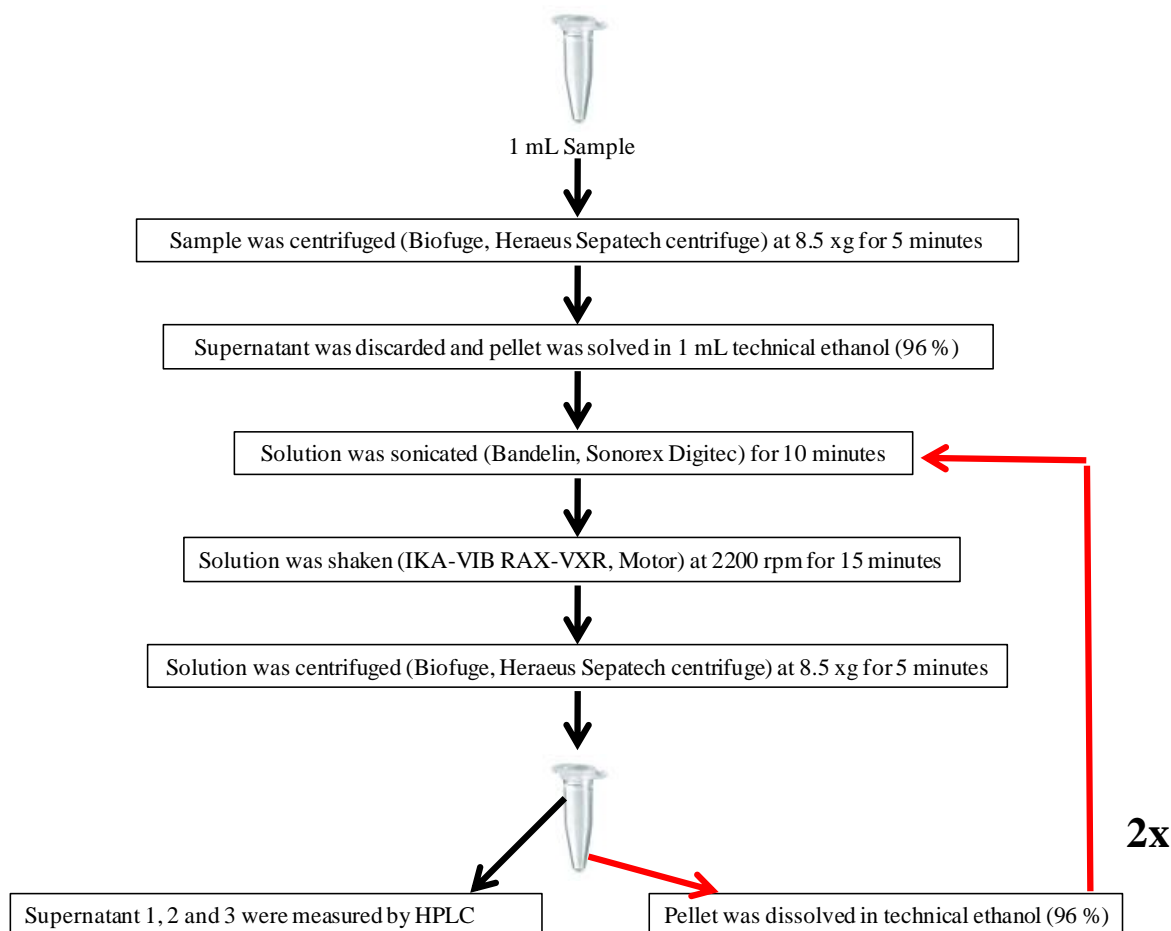 1 mL Sample
Sample was centrifuged (Biofuge, Heraeus Sepatech centrifuge) at 8.5 xg for 5 minutes
Supernatant was discarded and pellet was solved in 1 mL technical ethanol (96 %)
Solution was sonicated (Bandelin, Sonorex Digitec) for 10 minutes
Solution was shaken (IKA-VIB RAX-VXR, Motor) at 2200 rpm for 15 minutes
Solution was centrifuged (Biofuge, Heraeus Sepatech centrifuge) at 8.5 xg for 5 minutes
2x
Supernatant 1, 2 and 3 were measured by HPLC
Pellet was dissolved in technical ethanol (96 %)